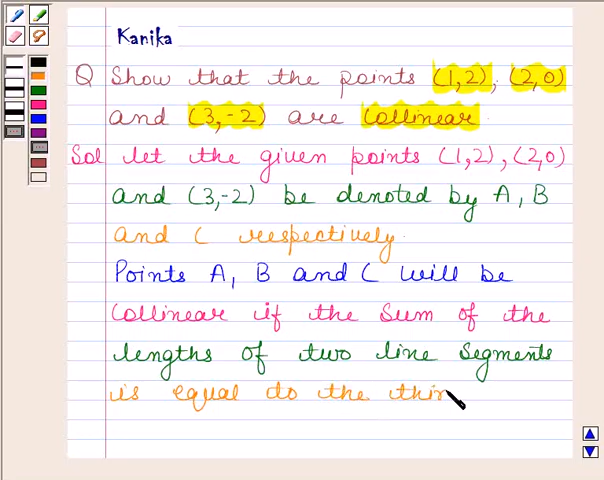 Kanika
Q Show that the points (1,2), (2,0)
and (3,-2) are collinear.
Sol let the given points (1,2), (2,0)
and (3,-2) be denoted by A, B
and C respectively.
Points A, B and C will be
Collinear if the Sum of the
lengths of two line segments
is equal to the thir